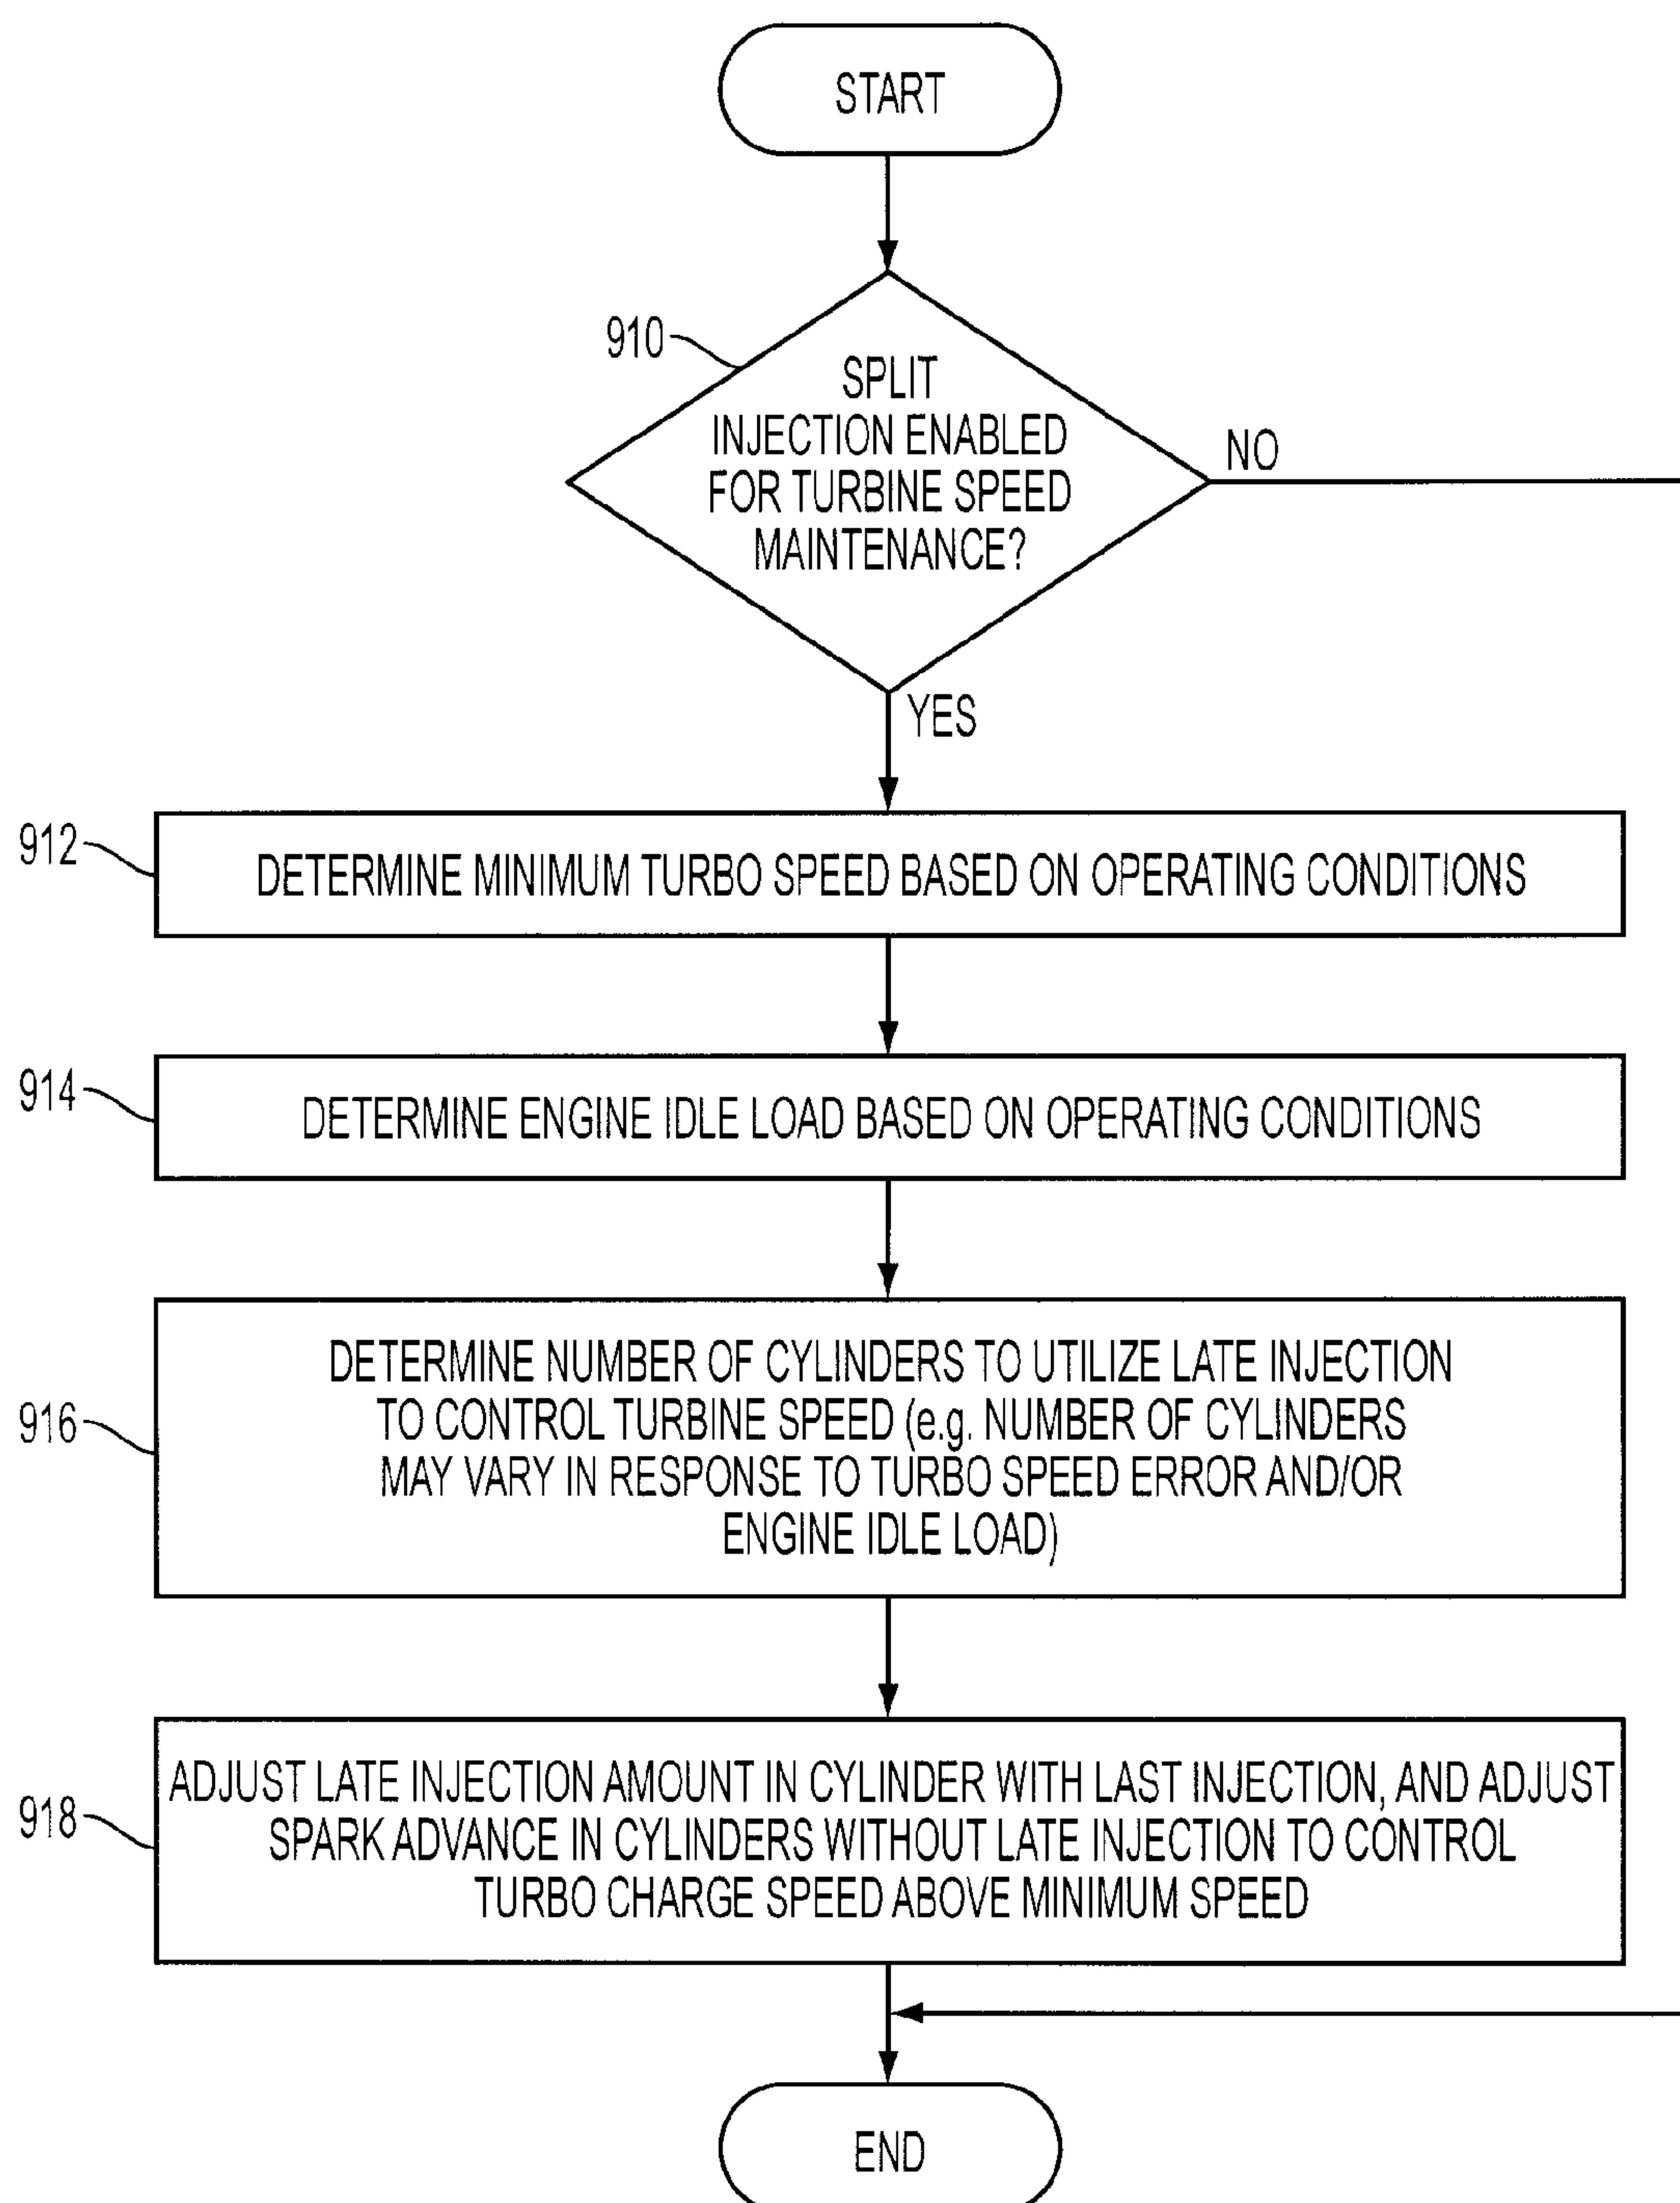 START
910
SPLIT
INJECTION ENABLED
FOR TURBINE SPEED
MAINTENANCE?
NO
YES
912
DETERMINE MINIMUM TURBO SPEED BASED ON OPERATING CONDITIONS
914
DETERMINE ENGINE IDLE LOAD BASED ON OPERATING CONDITIONS
916
DETERMINE NUMBER OF CYLINDERS TO UTILIZE LATE INJECTION
TO CONTROL TURBINE SPEED (e.g. NUMBER OF CYLINDERS
MAY VARY IN RESPONSE TO TURBO SPEED ERROR AND/OR
ENGINE IDLE LOAD)
918
ADJUST LATE INJECTION AMOUNT IN CYLINDER WITH LAST INJECTION, AND ADJUST
SPARK ADVANCE IN CYLINDERS WITHOUT LATE INJECTION TO CONTROL
TURBO CHARGE SPEED ABOVE MINIMUM SPEED
END